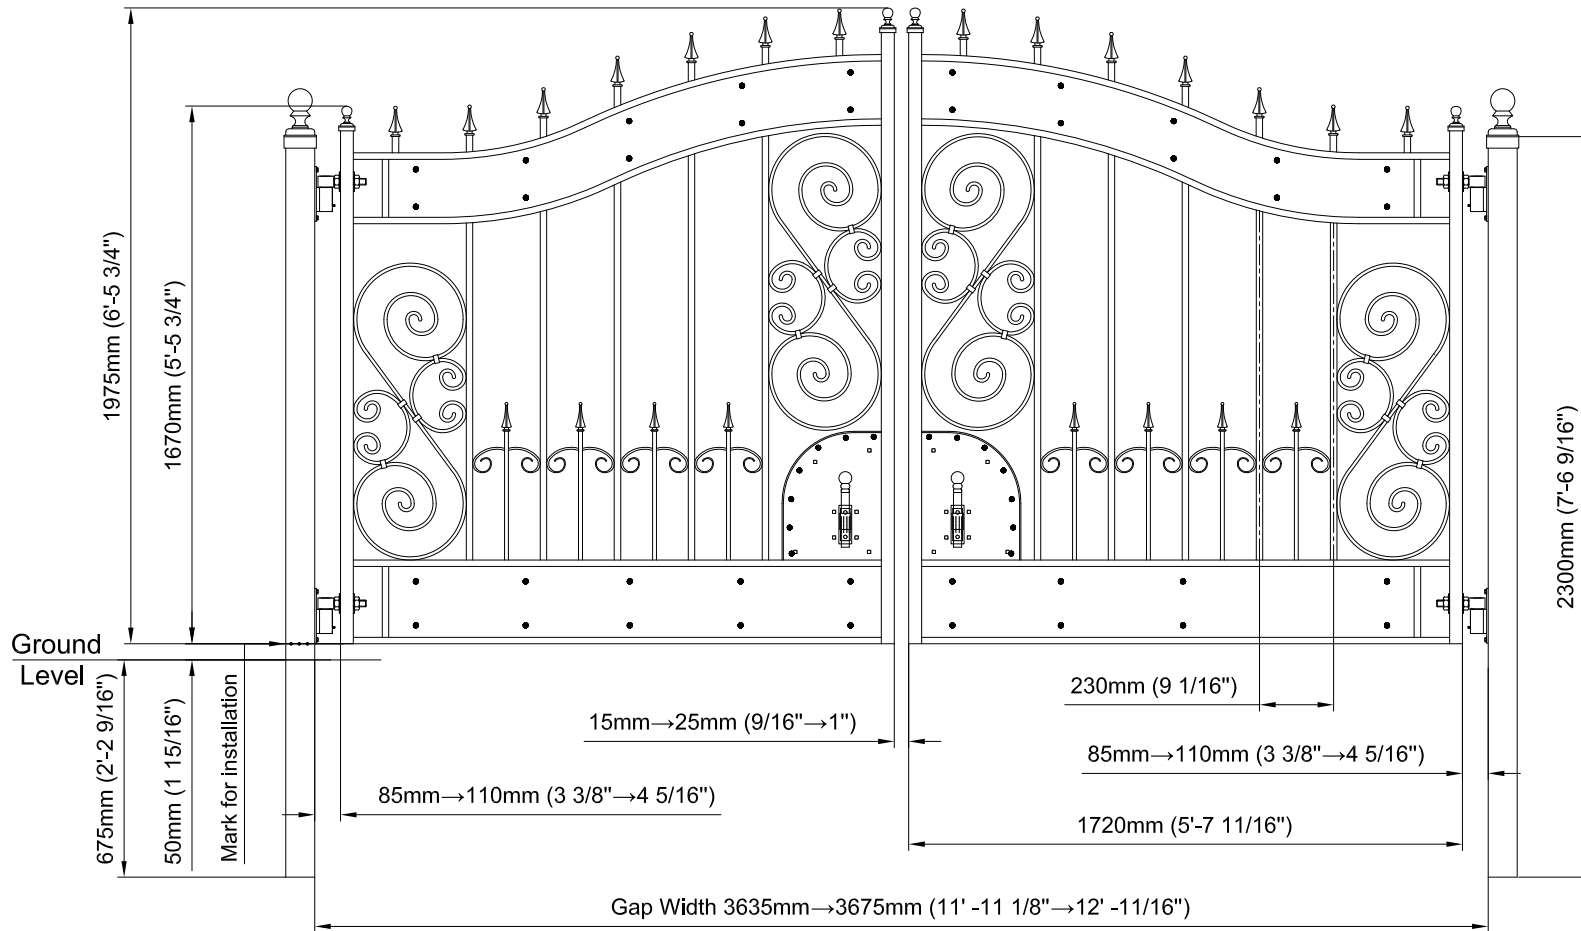 1975mm (6'-5 3/4")
1670mm (5'-5 3/4")
2300mm (7'-6 9/16")
Ground
Level
675mm (2'-2 9/16")
50mm (1 15/16")
Mark for installation
230mm (9 1/16")
15mm→25mm (9/16"→1")
85mm→110mm (3 3/8"→4 5/16")
85mm→110mm (3 3/8"→4 5/16")
1720mm (5'-7 11/16")
Gap Width 3635mm→3675mm (11' -11 1/8"→12' -11/16")